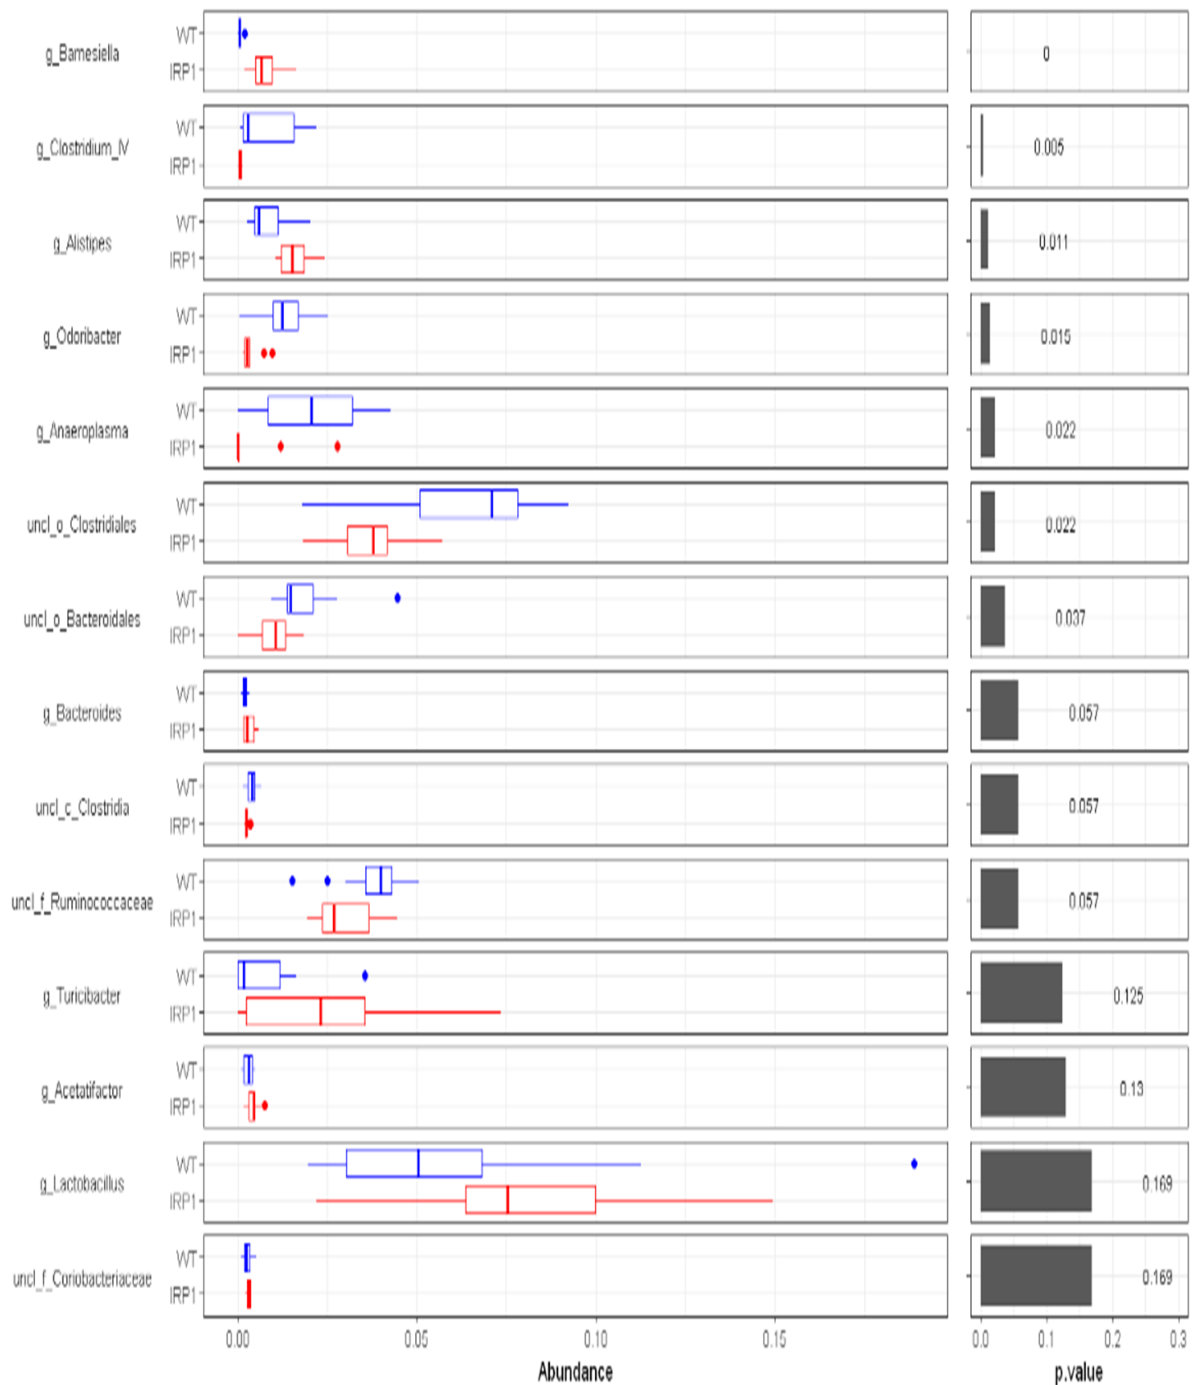 g_Barnesiella
WT
IRP1
0
g_Clostridium_IV
WT
IRP1
0.005
g_Alistipes
WT
IRP1
0.011
g_Odoribacter
WT
IRP1
0.015
g_Anaeroplasma
WT
IRP1
0.022
uncl_o_Clostridiales
WT
IRP1
0.022
uncl_o_Bacteroidales
WT
IRP1
0.037
g_Bacteroides
WT
IRP1
0.057
uncl_c_Clostridia
WT
IRP1
0.057
uncl_f_Ruminococcaceae
WT
IRP1
0.057
g_Turicibacter
WT
IRP1
0.125
g_Acetatifactor
WT
IRP1
0.13
g_Lactobacillus
WT
IRP1
0.169
uncl_f_Coriobacteriaceae
WT
IRP1
0.169
0.00 0.05 0.10 0.15
0.0 0.1 0.2 0.3
Abundance
p.value